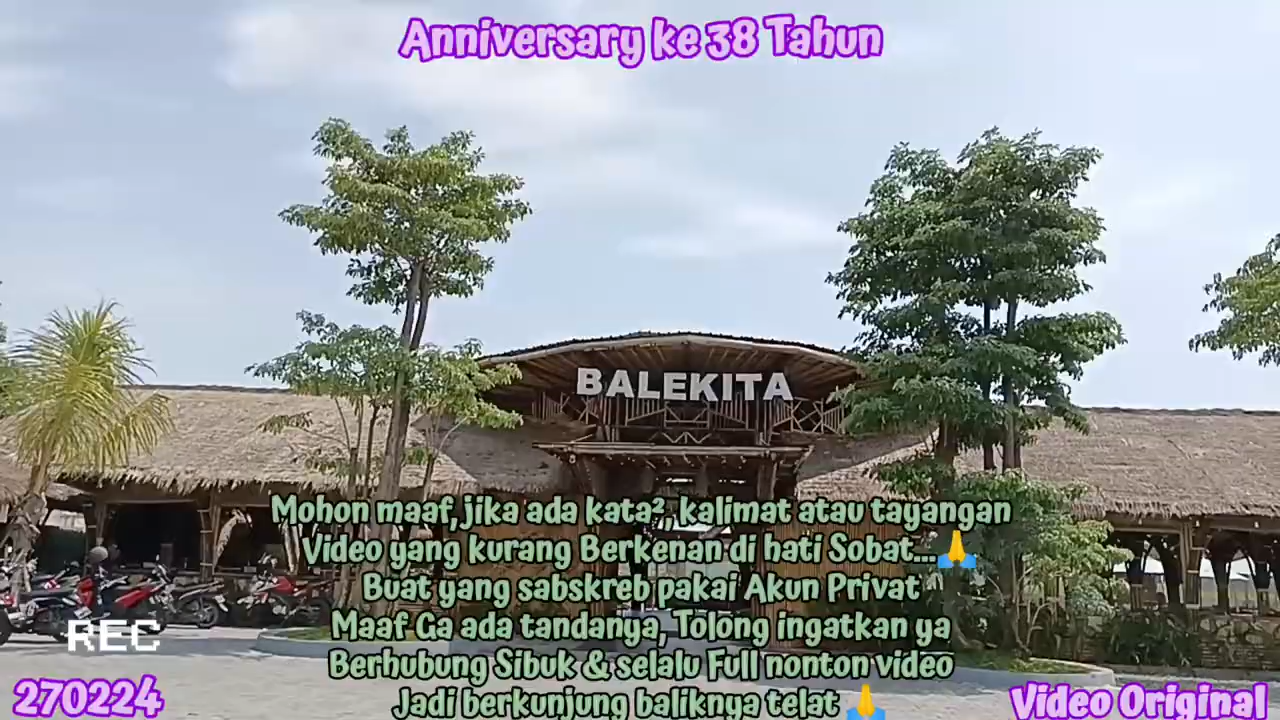 Anniversary ke 38 Tahun
BALEKITA
Mohon maaf, jika ada kata², kalimat atau tayangan
Video yang kurang Berkenan di hati Sobat...🙏
Buat yang sabskreb pakai Akun Privat
Maaf Ga ada tandanya, Tolong ingatkan ya
Berhubung Sibuk & selalu Full nonton video
Jadi berkunjung baliknya telat 🙏
REC
270224
Video Original